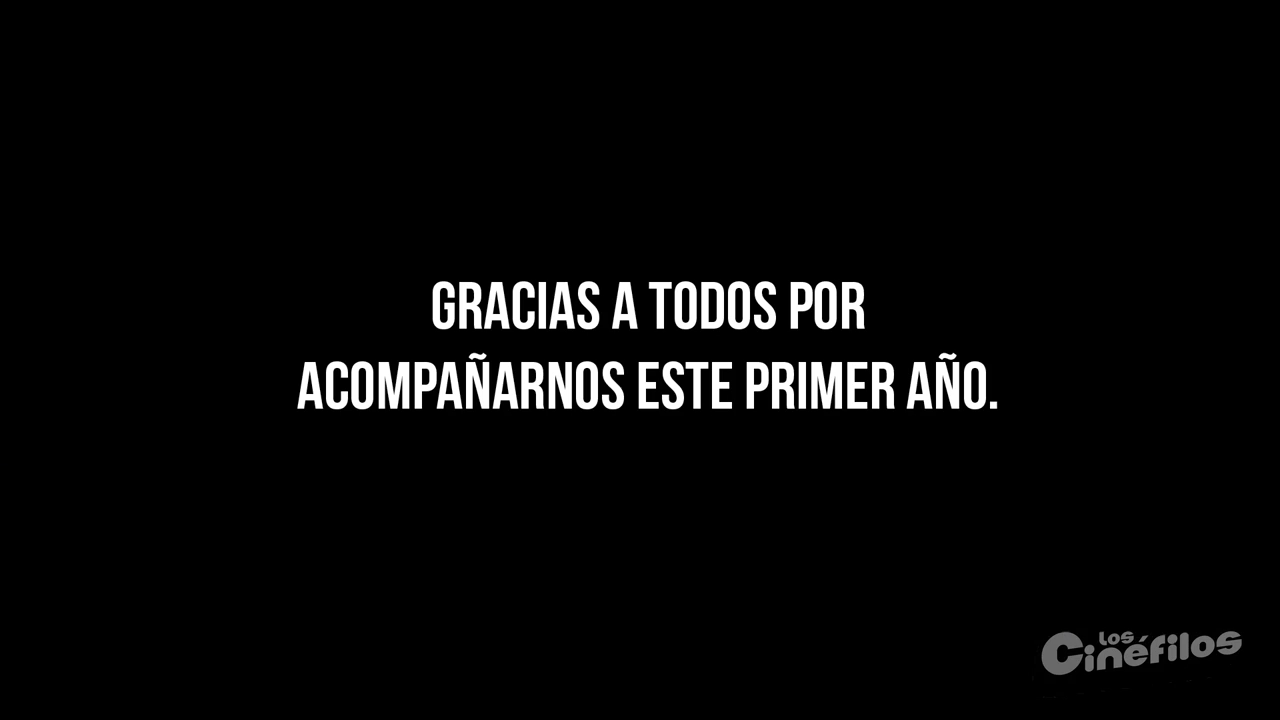 GRACIAS A TODOS POR
ACOMPAÑARNOS ESTE PRIMER AÑO.
Los
Cinéfilos